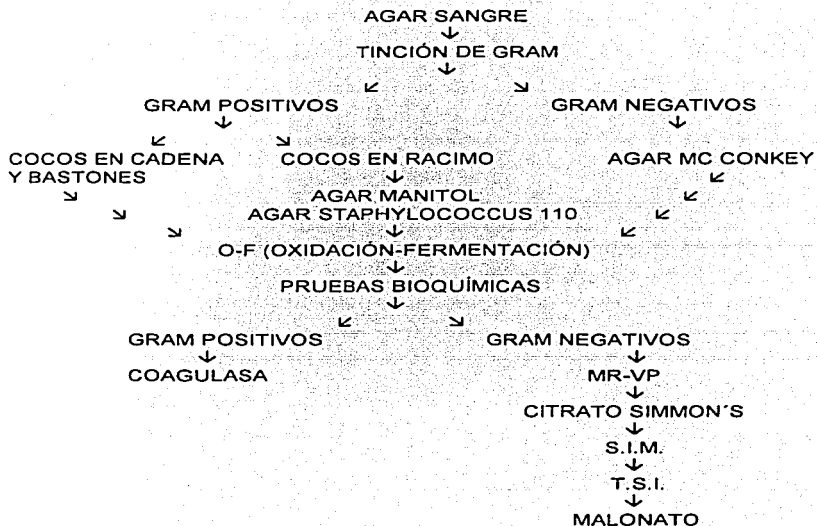 AGAR SANGRE
TINCIÓN DE GRAM
GRAM POSITIVOS
GRAM NEGATIVOS
COCOS EN CADENA
Y BASTONES
COCOS EN RACIMO
AGAR MC CONKEY
AGAR MANITOL
AGAR STAPHYLOCOCCUS 110
O-F (OXIDACIÓN-FERMENTACIÓN)
PRUEBAS BIOQUÍMICAS
GRAM POSITIVOS
GRAM NEGATIVOS
COAGULASA
MR-VP
CITRATO SIMMON´S
S.I.M.
T.S.I.
MALONATO